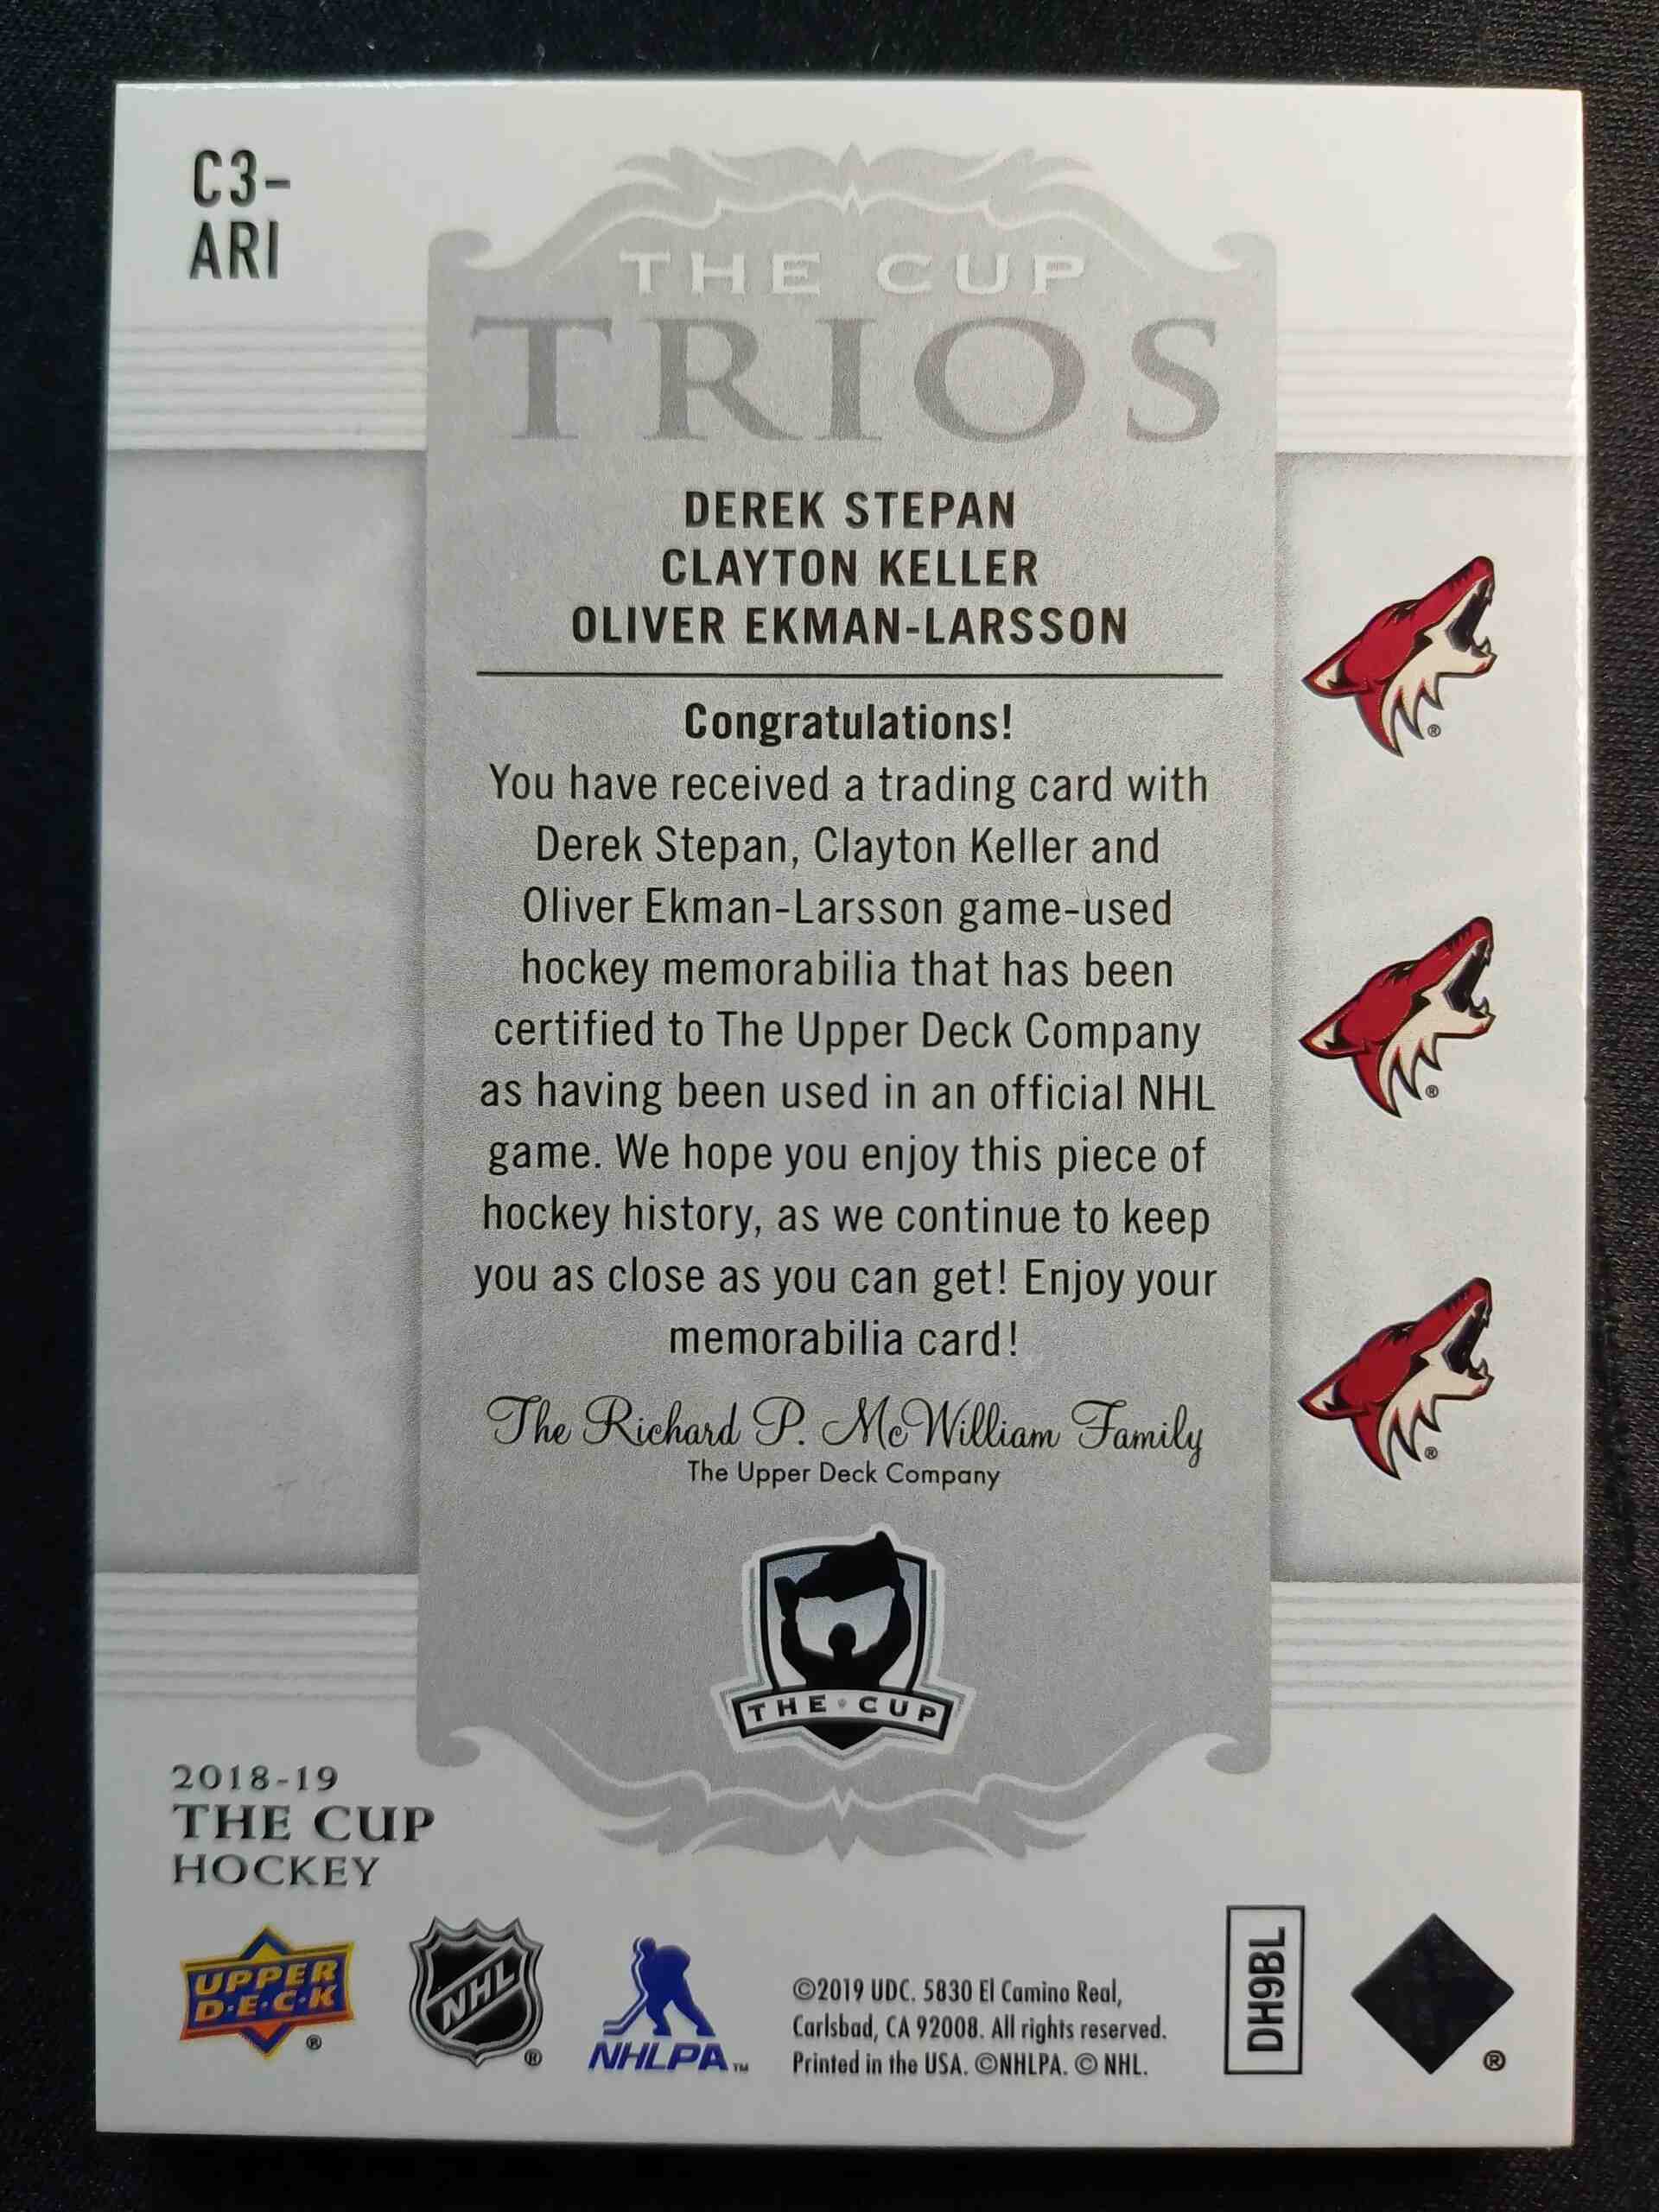 C3-
ARI
THE CUP
TRIOS
DEREK STEPAN
CLAYTON KELLER
OLIVER EKMAN-LARSSON
Congratulations!
You have received a trading card with
Derek Stepan, Clayton Keller and
Oliver Ekman-Larsson game-used
hockey memorabilia that has been
certified to The Upper Deck Company
as having been used in an official NHL
game. We hope you enjoy this piece of
hockey history, as we continue to keep
you as close as you can get! Enjoy your
memorabilia card!
The Richard P. McWilliam Family
The Upper Deck Company
THE CUP
2018-19
THE CUP
HOCKEY
UPPER
D•E•C•K
®
NHL
®
NHLPA™
©2019 UDC. 5830 El Camino Real,
Carlsbad, CA 92008. All rights reserved.
Printed in the USA. ©NHLPA. © NHL.
DH9BL
®
®
®
®